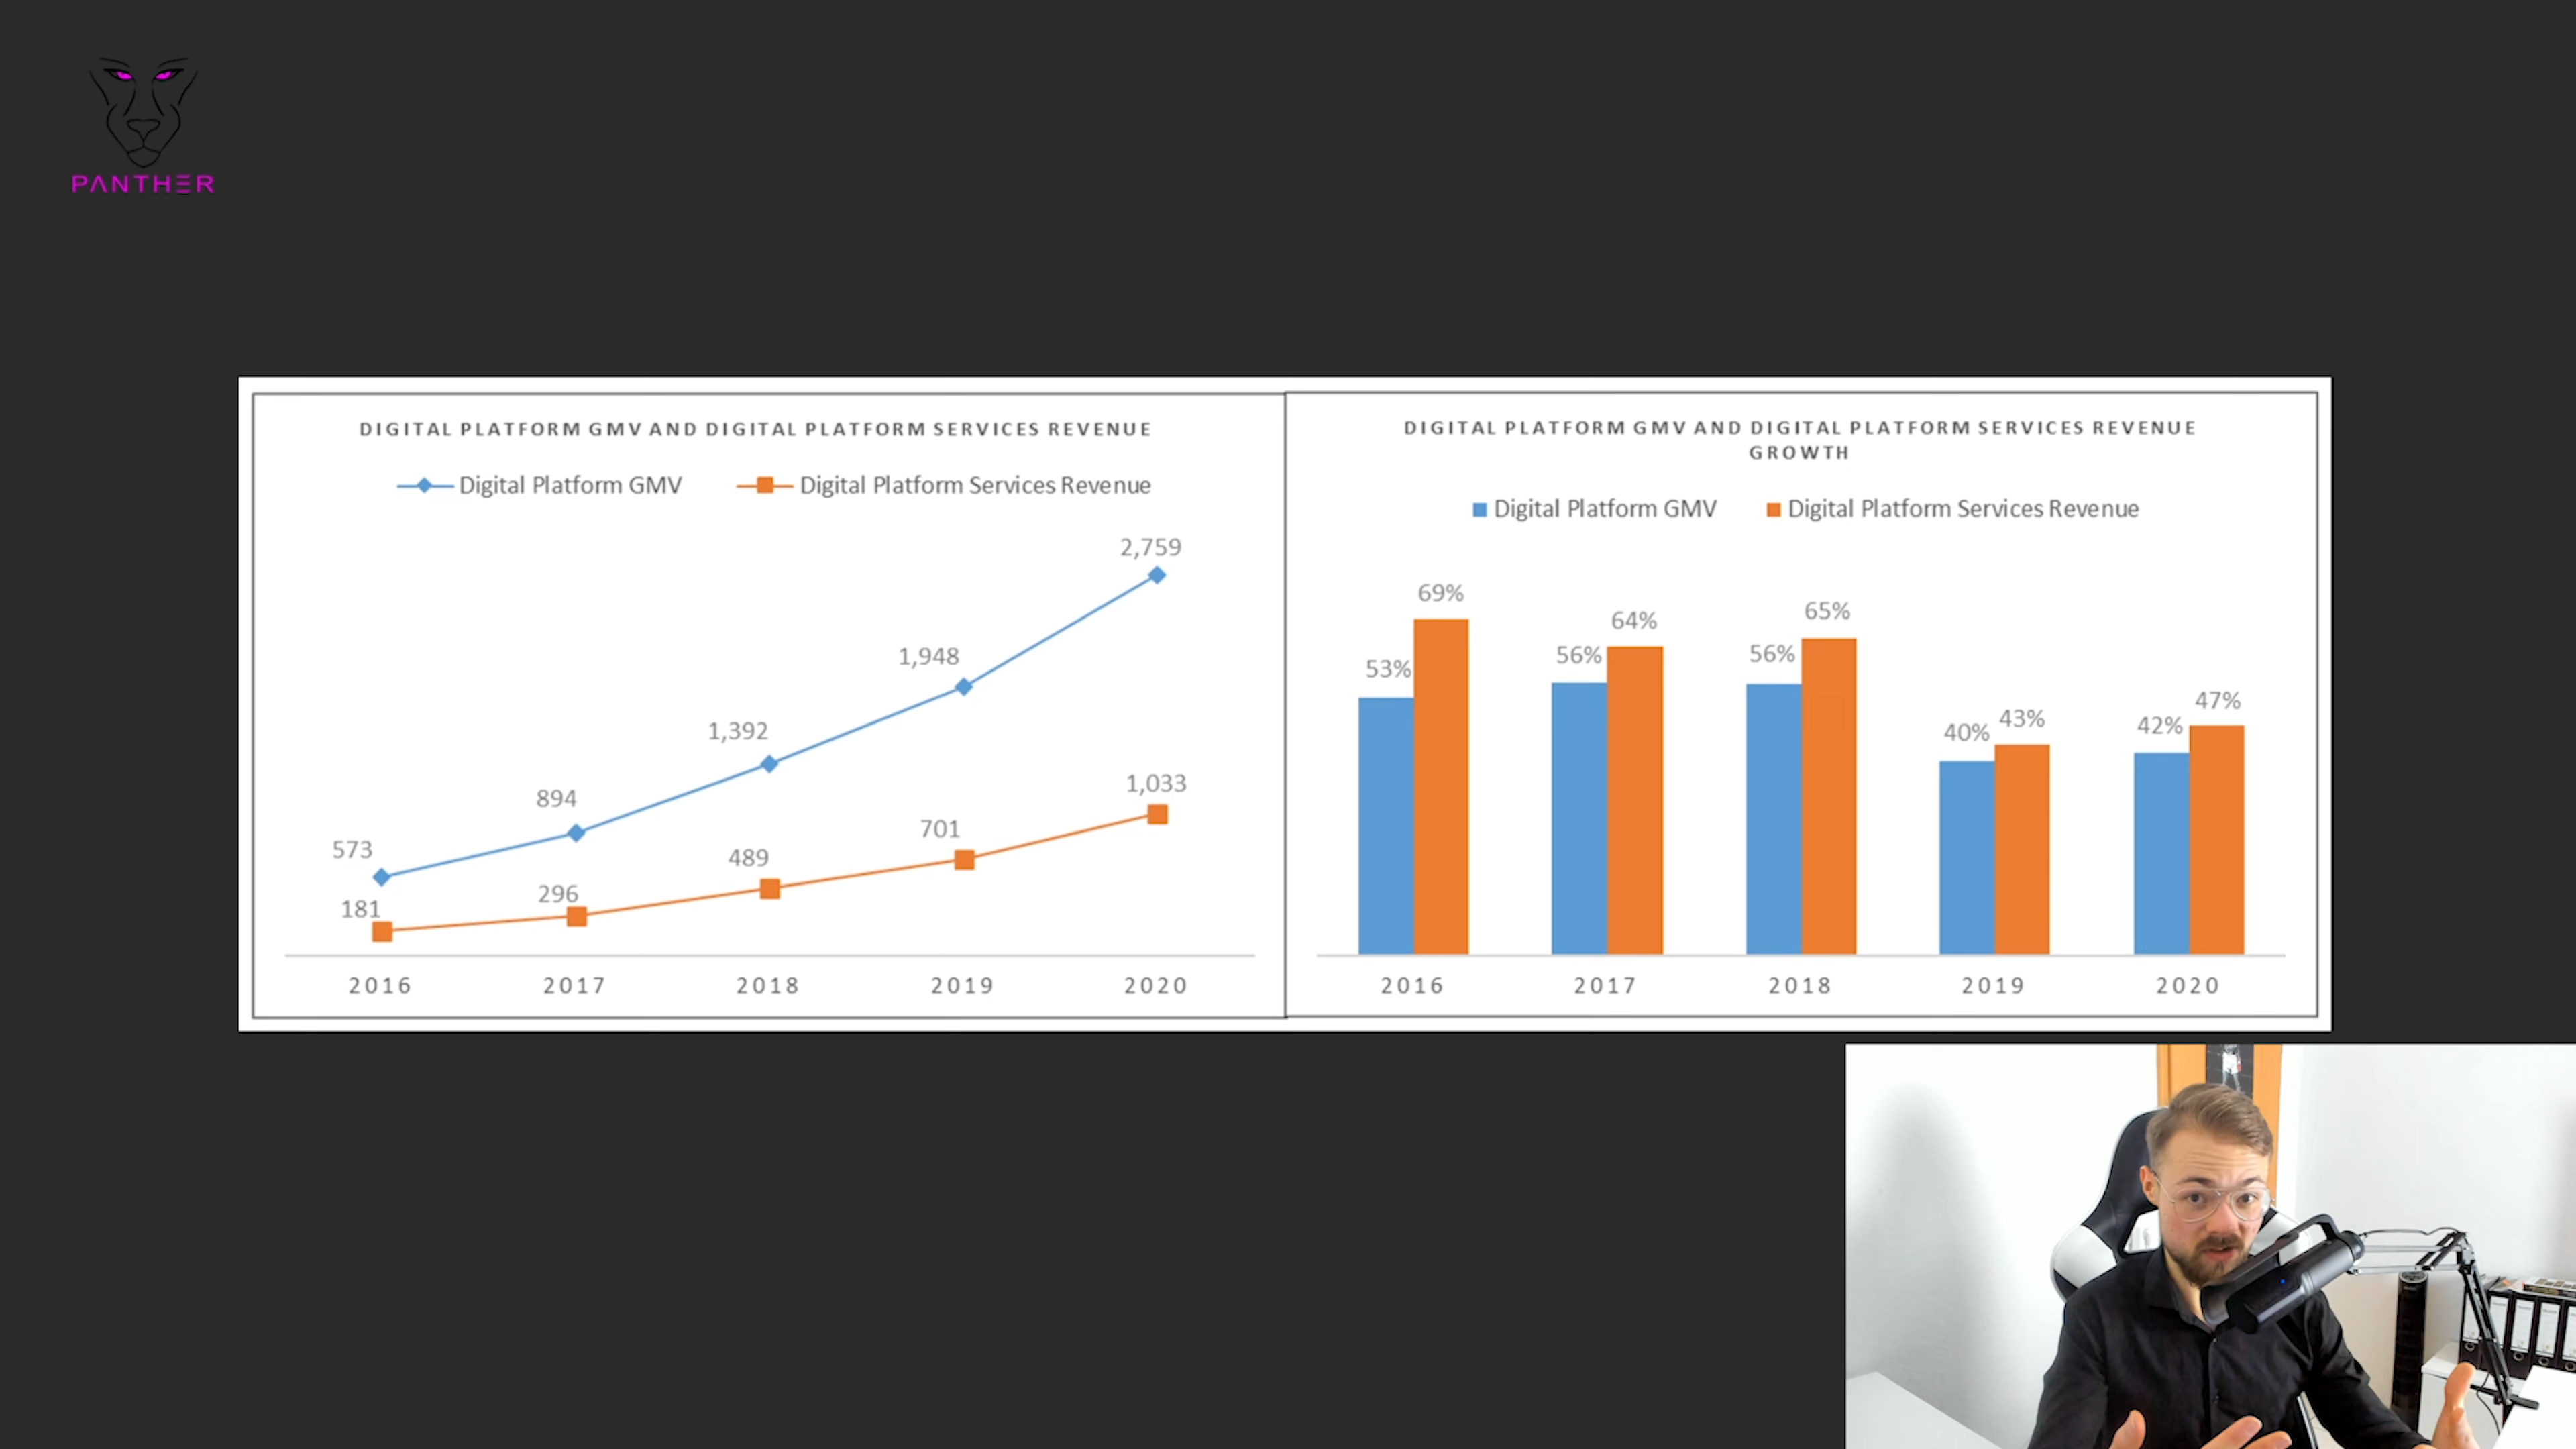 PANTHER
DIGITAL PLATFORM GMV AND DIGITAL PLATFORM SERVICES REVENUE
Digital Platform GMV Digital Platform Services Revenue
2,759
1,948
1,392
1,033
894
701
573
489
296
181
2016 2017 2018 2019 2020
DIGITAL PLATFORM GMV AND DIGITAL PLATFORM SERVICES REVENUE
GROWTH
Digital Platform GMV Digital Platform Services Revenue
53% 69% 56% 64% 56% 65% 40% 43% 42% 47%
2016 2017 2018 2019 2020